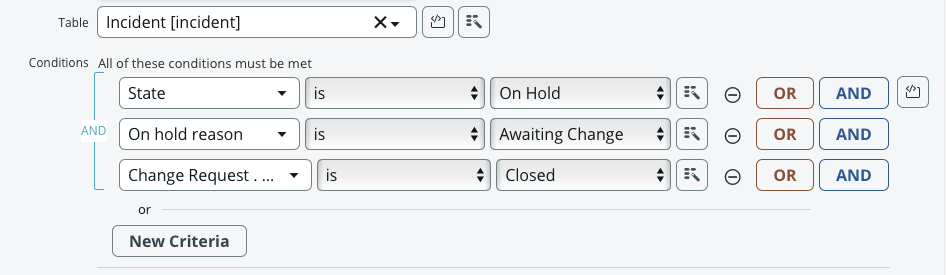 Table Incident [incident]
Conditions All of these conditions must be met
State is On Hold OR AND
AND On hold reason is Awaiting Change OR AND
Change Request . ... is Closed OR AND
or
New Criteria